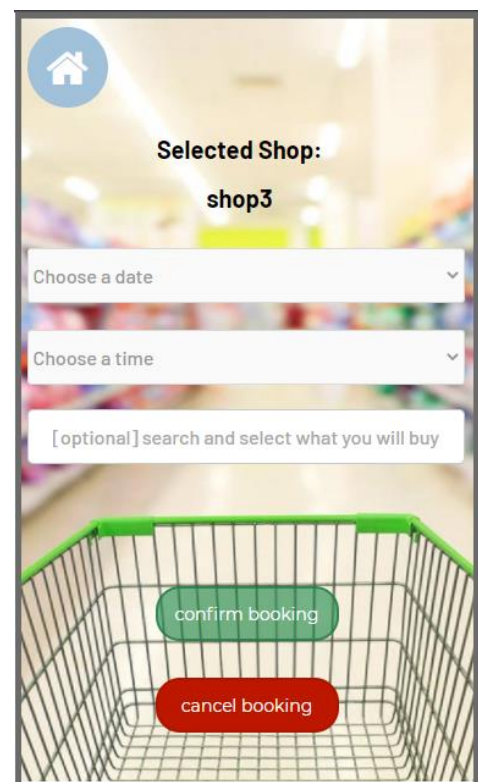 Selected Shop:
shop3
Choose a date
Choose a time
[optional] search and select what you will buy
confirm booking
cancel booking